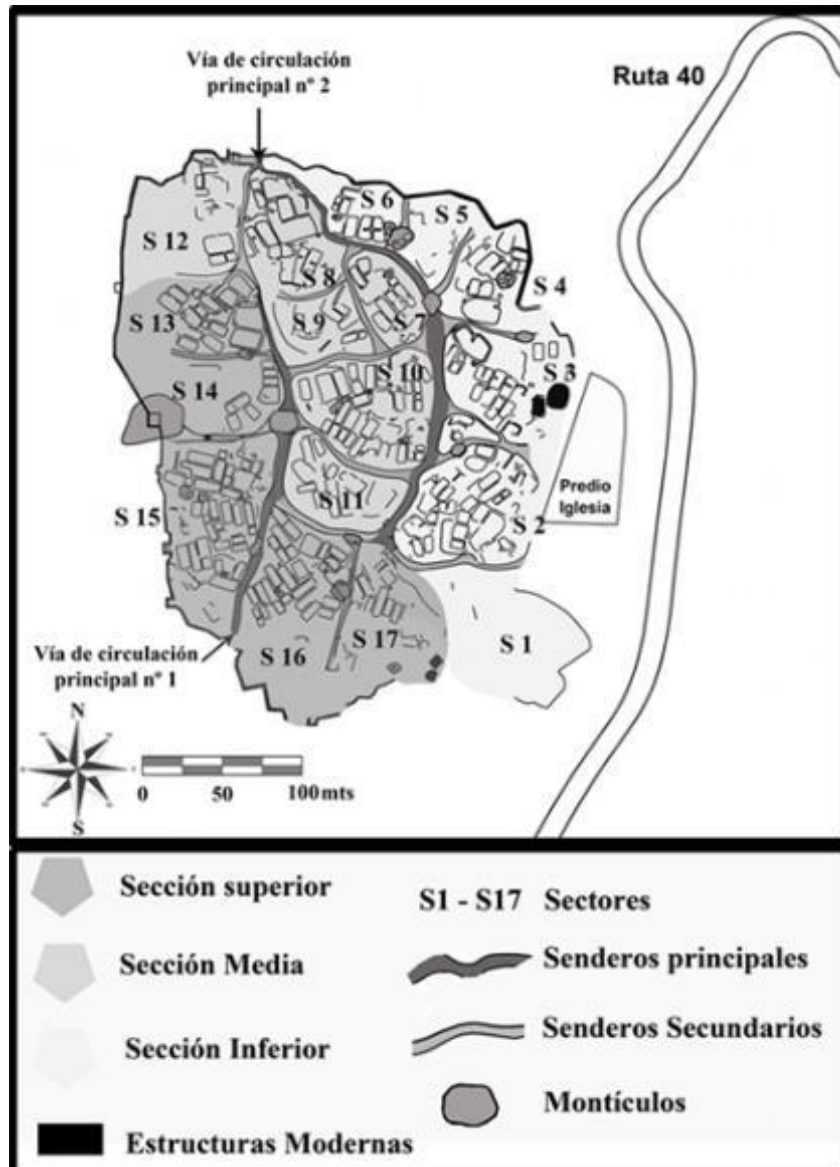 Vía de circulación
principal nº 2
Ruta 40
S 6
S 5
S 12
S 8
S 4
S 13
S 9
S 7
S 3
S 14
S 10
Predio
Iglesia
S 15
S 11
S 2
S 1
S 16
S 17
Vía de circulación
principal nº 1
N
S
0 50 100 mts
Sección superior
Sección Media
Sección Inferior
Estructuras Modernas
S1 - S17 Sectores
Senderos principales
Senderos Secundarios
Montículos